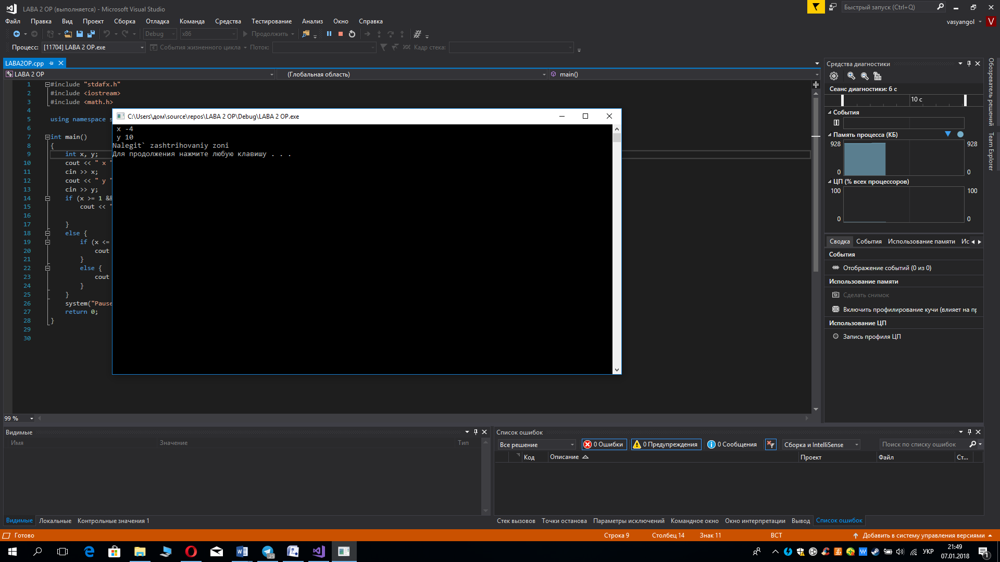 LABA 2 OP (выполняется) - Microsoft Visual Studio
Быстрый запуск (Ctrl+Q)
Файл Правка Вид Проект Сборка Отладка Команда Средства Тестирование Анализ Окно Справка
vasyangol V
Debug x86 Продолжить
Процесс: [11704] LABA 2 OP.exe События жизненного цикла Поток: Кадр стека:
LABA2OP.cpp
LABA 2 OP (Глобальная область) main()
1 #include "stdafx.h"
2 #include <iostream>
3 #include <math.h>
4
5 using namespace s
6
7 int main()
8 {
9 int x, y;
10 cout << " x "
11 cin >> x;
12 cout << " y "
13 cin >> y;
14 if (x >= 1 &&
15 cout << "
16
17 }
18 else {
19 if (x <=
20 cout
21 }
22 else {
23 cout
24 }
25 }
26 system("Pause
27 return 0;
28 }
29
30
C:\Users\дом\source\repos\LABA 2 OP\Debug\LABA 2 OP.exe
x -4
y 10
Nalegit` zashtrihovaniy zoni
Для продолжения нажмите любую клавишу . . .
99 %
Средства диагностики
Сеанс диагностики: 6 с
10 с
События
Память процесса (КБ)
928 928
0 0
ЦП (% всех процессоров)
100 100
0 0
Сводка События Использование памяти Ис
События
Отображение событий (0 из 0)
Использование памяти
Сделать снимок
Включить профилирование кучи (влияет на пр
Использование ЦП
Запись профиля ЦП
Обозреватель решений
Team Explorer
Видимые
Имя Значение Тип
Видимые Локальные Контрольные значения 1
Список ошибок
Все решение 0 Ошибки 0 Предупреждения 0 Сообщения Сборка и IntelliSense Поиск по списку ошибок
Код Описание Проект Файл Ст...
Стек вызовов Точки останова Параметры исключений Командное окно Окно интерпретации Вывод Список ошибок
Готово Строка 9 Столбец 14 Знак 11 ВСТ Добавить в систему управления версиями
25
УКР
21:49
07.01.2018
1